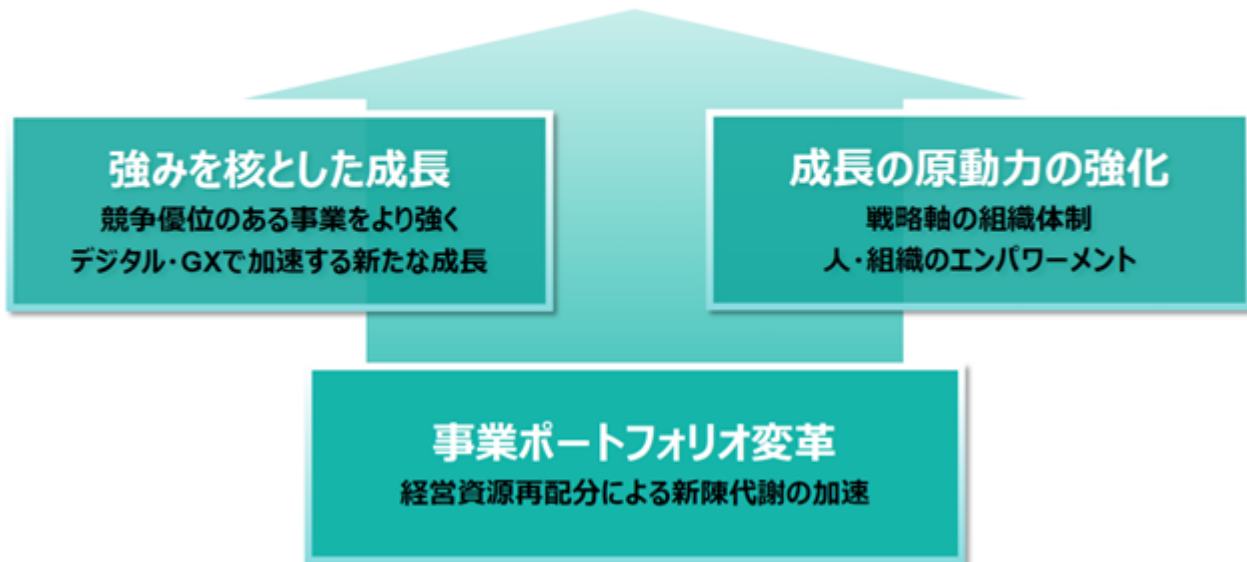 強みを核とした成長
競争優位のある事業をより強く
デジタル・GXで加速する新たな成長
成長の原動力の強化
戦略軸の組織体制
人・組織のエンパワーメント
事業ポートフォリオ変革
経営資源再配分による新陳代謝の加速